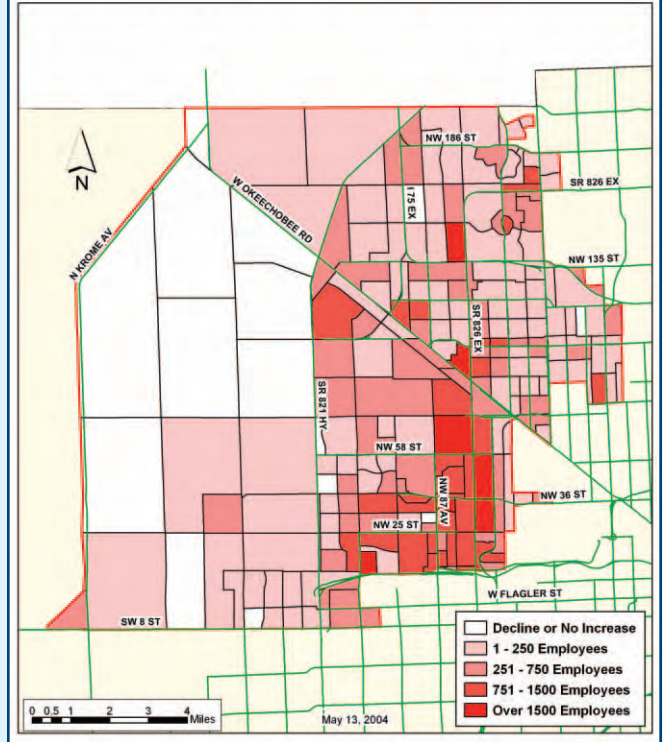 N
NW 186 ST
SR 826 EX
I 75 EX
W OKEECHOBEE RD
N KROME AV
NW 135 ST
SR 826 EX
SR 821 HY
NW 58 ST
NW 87 AV
NW 36 ST
NW 25 ST
W FLAGLER ST
SW 8 ST
Decline or No Increase
1 - 250 Employees
251 - 750 Employees
751 - 1500 Employees
Over 1500 Employees
0 0.5 1 2 3 4
Miles
May 13, 2004